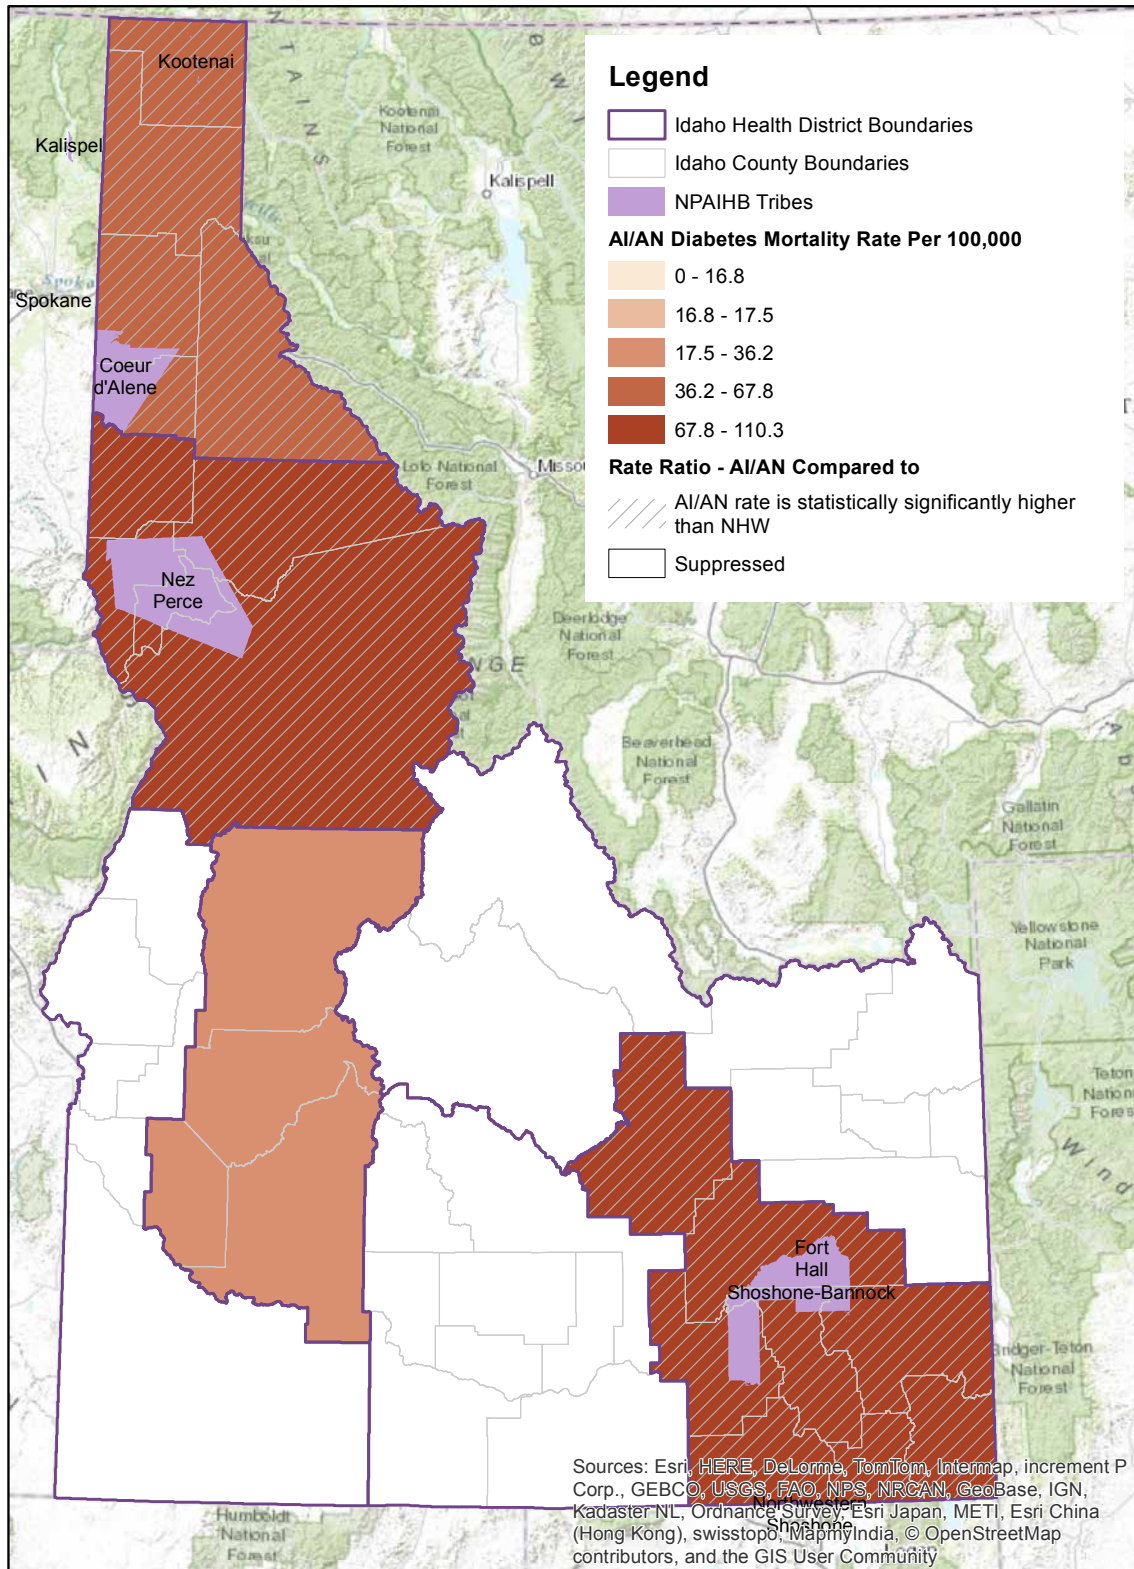 Legend
Idaho Health District Boundaries
Idaho County Boundaries
NPAIHB Tribes
AI/AN Diabetes Mortality Rate Per 100,000
0 - 16.8
16.8 - 17.5
17.5 - 36.2
36.2 - 67.8
67.8 - 110.3
Rate Ratio - AI/AN Compared to
AI/AN rate is statistically significantly higher
than NHW
Suppressed
Kootenai
Kootenai
National
Forest
Kalispel
Kalispell
Spokane
Coeur
d'Alene
Lolo National
Forest
Nez
Perce
Deerlodge
National
Forest
NGE
Beaverhead
National
Forest
Gallatin
National
Forest
Yellowstone
National
Park
Teton
Wind
Fort
Hall
Shoshone-Bannock
Bridger-Teton
National
Forest
Humboldt
National
Forest
Northwestern
Shoshone
Sources: Esri, HERE, DeLorme, TomTom, Intermap, increment P
Corp., GEBCO, USGS, FAO, NPS, NRCAN, GeoBase, IGN,
Kadaster NL, Ordnance Survey, Esri Japan, METI, Esri China
(Hong Kong), swisstopo, MapmyIndia, © OpenStreetMap
contributors, and the GIS User Community